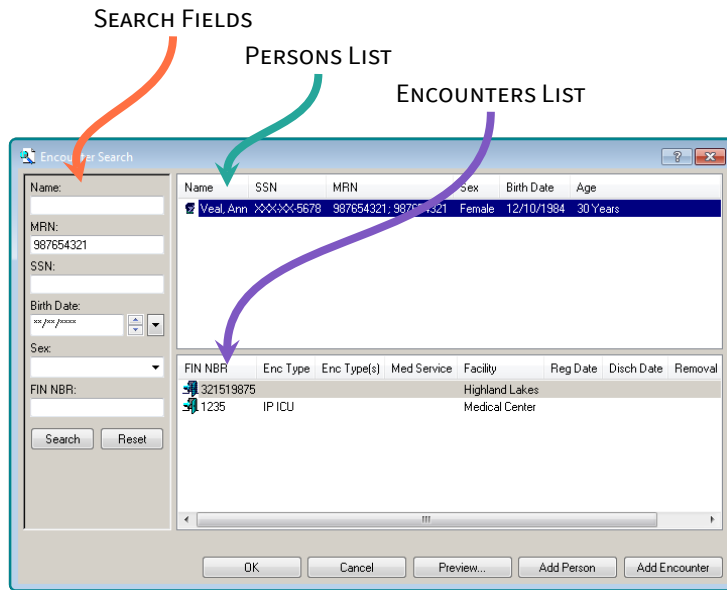 Search Fields
Persons List
Encounters List
Encounter Search
Name:
MRN:
987654321
SSN:
Birth Date:
**/**/****
Sex:
FIN NBR:
Search Reset
Name SSN MRN Sex Birth Date Age
Veal, Ann XXX-XX-5678 987654321; 987654321 Female 12/10/1984 30 Years
FIN NBR Enc Type Enc Type(s) Med Service Facility Reg Date Disch Date Removal
321519875 Highland Lakes
1235 IP ICU Medical Center
OK Cancel Preview... Add Person Add Encounter